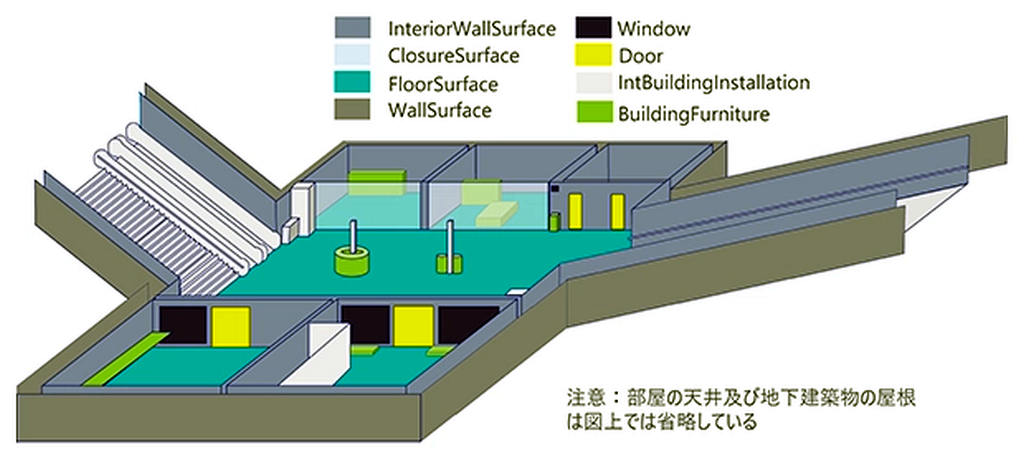 InteriorWallSurface
ClosureSurface
FloorSurface
WallSurface
Window
Door
IntBuildingInstallation
BuildingFurniture
注意：部屋の天井及び地下建築物の屋根
は図上では省略している